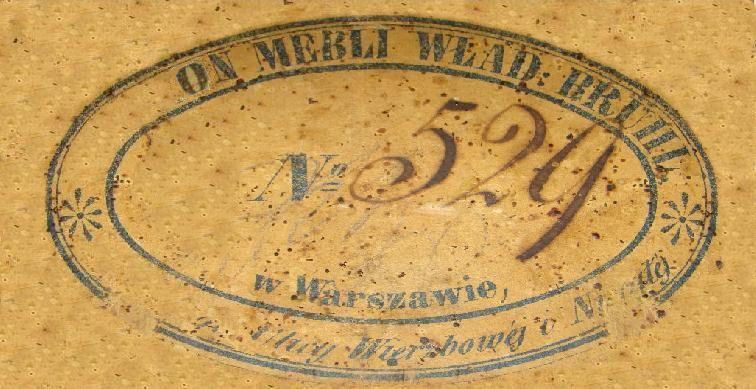 ON MEBLI WŁAD: BRUHL
No 529
w Warszawie,
Ulicy Wierzbowej